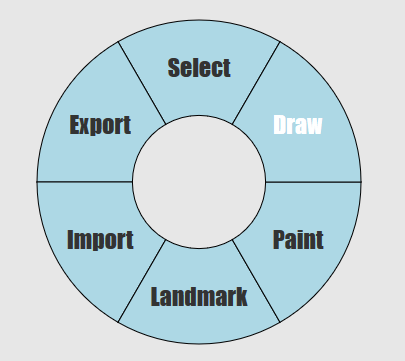 Select
Export
Draw
Import
Paint
Landmark